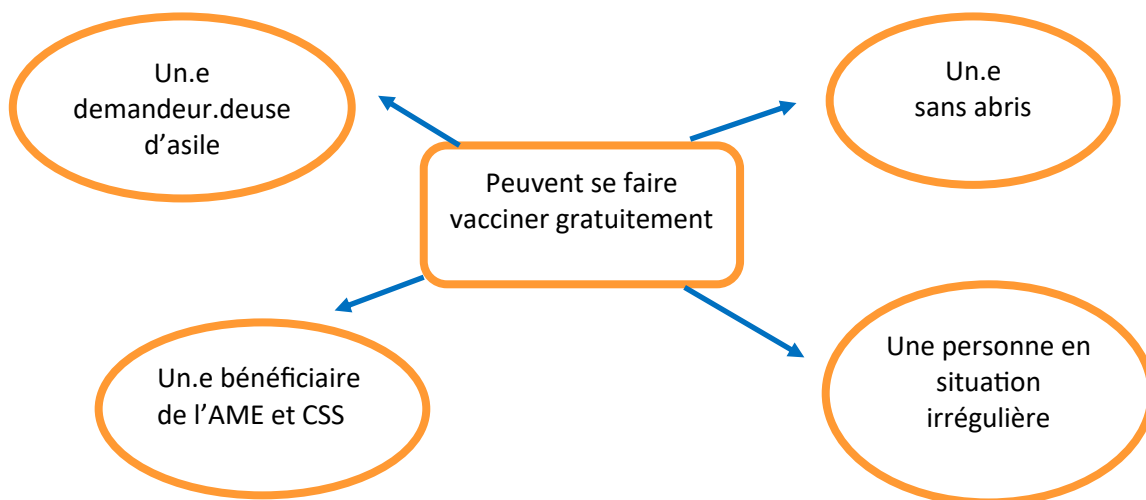 Un.e
demandeur.deuse
d’asile
Un.e
sans abris
Peuvent se faire
vacciner gratuitement
Un.e bénéficiaire
de l’AME et CSS
Une personne en
situation
irrégulière